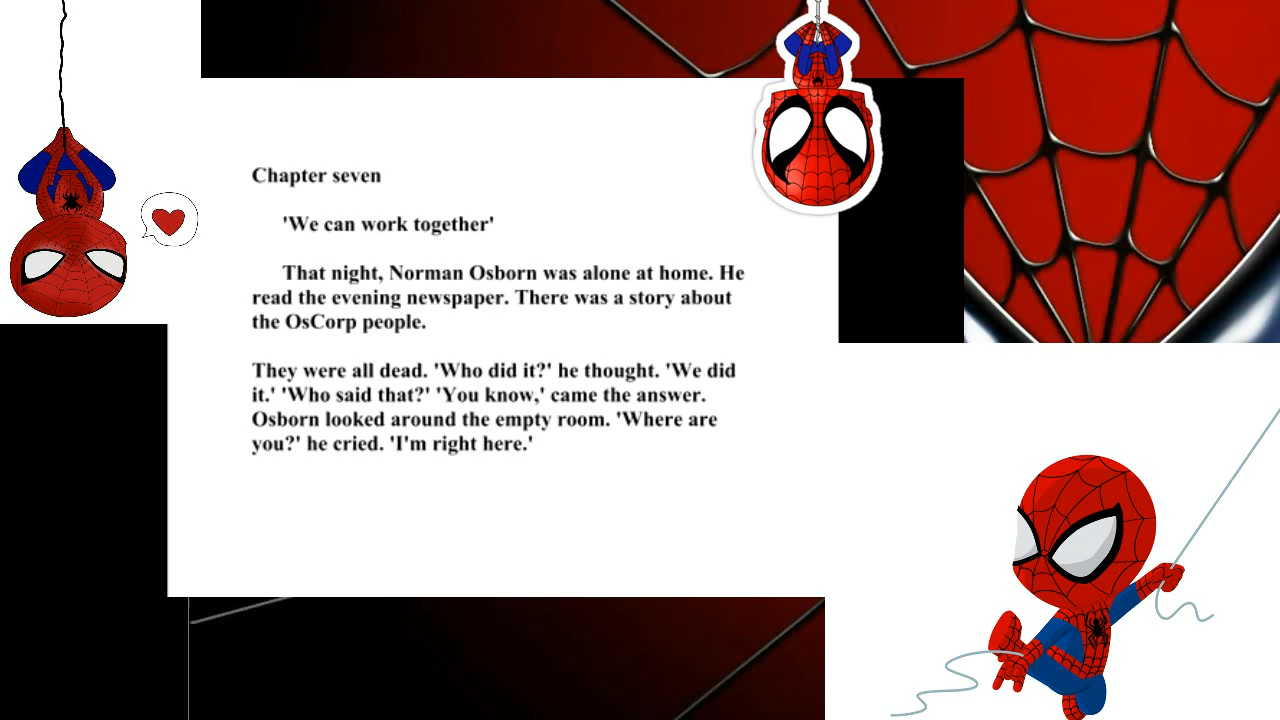 Chapter seven
'We can work together'
That night, Norman Osborn was alone at home. He
read the evening newspaper. There was a story about
the OsCorp people.
They were all dead. 'Who did it?' he thought. 'We did
it.' 'Who said that?' 'You know,' came the answer.
Osborn looked around the empty room. 'Where are
you?' he cried. 'I'm right here.'